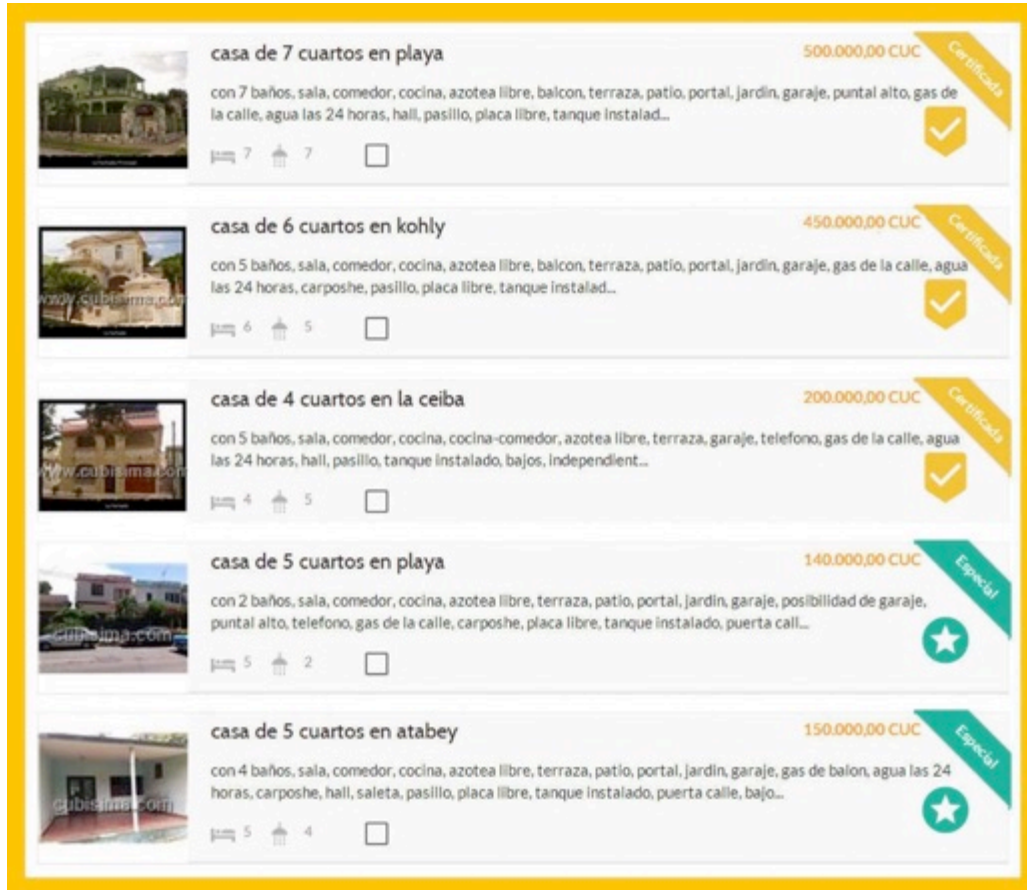 casa de 7 cuartos en playa
500.000,00 CUC
Certificada
con 7 baños, sala, comedor, cocina, azotea libre, balcon, terraza, patio, portal, jardin, garaje, puntal alto, gas de
la calle, agua las 24 horas, hall, pasillo, placa libre, tanque instalad...
7 7
casa de 6 cuartos en kohly
450.000,00 CUC
Certificada
con 5 baños, sala, comedor, cocina, azotea libre, balcon, terraza, patio, portal, jardin, garaje, gas de la calle, agua
las 24 horas, carposhe, pasillo, placa libre, tanque instalad...
www.cubisima.com
6 5
casa de 4 cuartos en la ceiba
200.000,00 CUC
Certificada
con 5 baños, sala, comedor, cocina, cocina-comedor, azotea libre, terraza, garaje, telefono, gas de la calle, agua
las 24 horas, hall, pasillo, tanque instalado, bajos, independient...
www.cubisima.com
4 5
casa de 5 cuartos en playa
140.000,00 CUC
Especial
con 2 baños, sala, comedor, cocina, azotea libre, terraza, patio, portal, jardin, garaje, posibilidad de garaje,
puntal alto, telefono, gas de la calle, carposhe, placa libre, tanque instalado, puerta call...
cubisima.com
5 2
casa de 5 cuartos en atabey
150.000,00 CUC
Especial
con 4 baños, sala, comedor, cocina, azotea libre, terraza, patio, portal, jardin, garaje, gas de balon, agua las 24
horas, carposhe, hall, saleta, pasillo, placa libre, tanque instalado, puerta calle, bajo...
cubisima.com
5 4